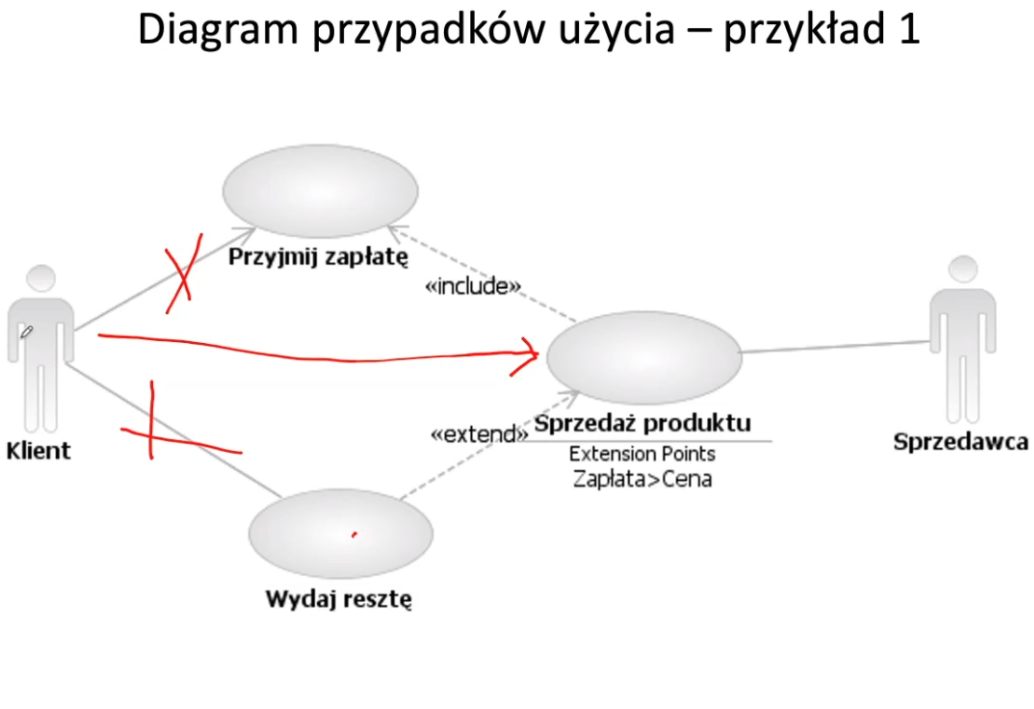 Diagram przypadków użycia – przykład 1
Przyjmij zapłatę
«include»
Klient
«extend»
Sprzedaż produktu
Extension Points
Zapłata>Cena
Sprzedawca
Wydaj resztę